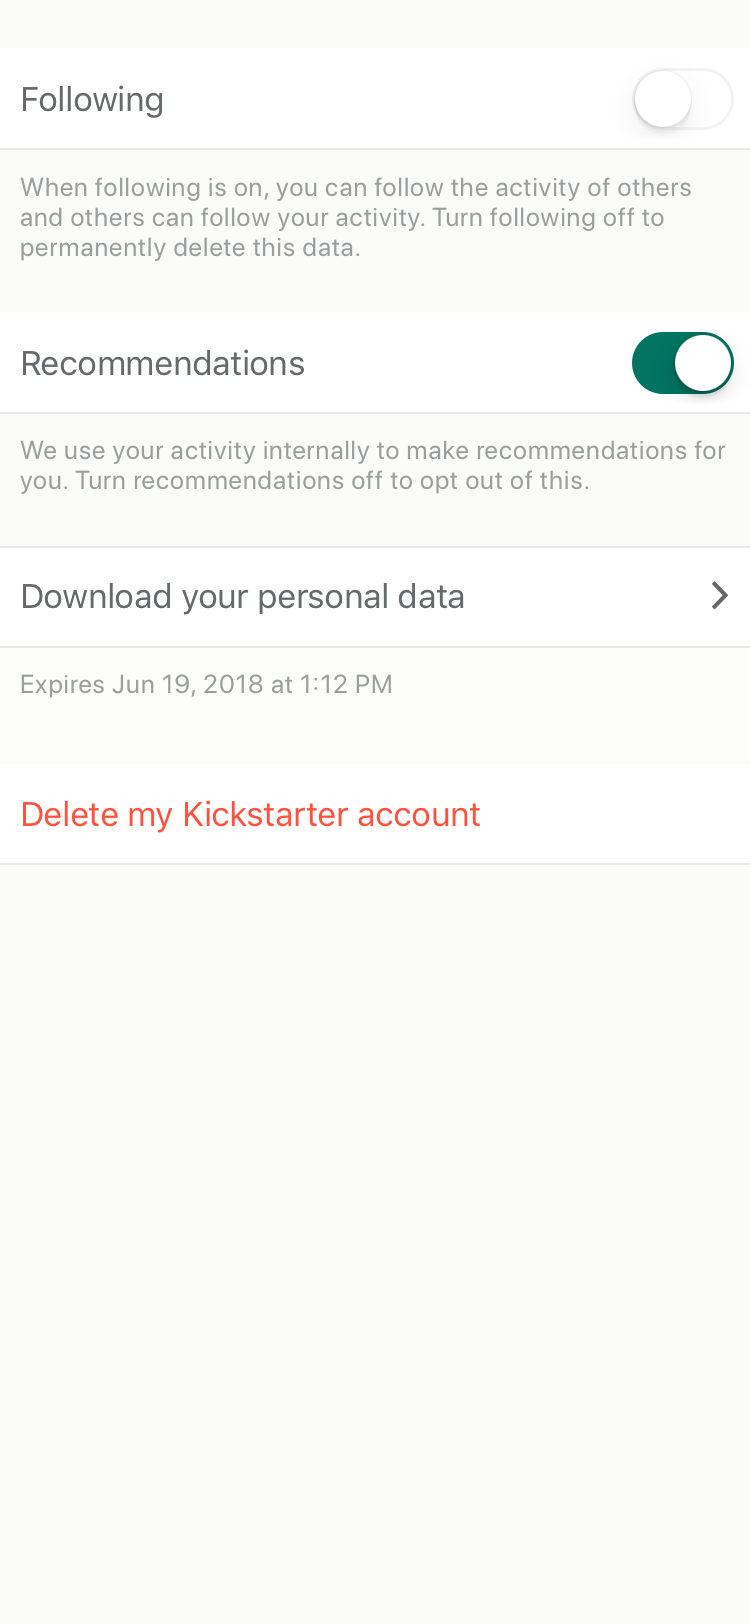 Following
When following is on, you can follow the activity of others
and others can follow your activity. Turn following off to
permanently delete this data.
Recommendations
We use your activity internally to make recommendations for
you. Turn recommendations off to opt out of this.
Download your personal data
Expires Jun 19, 2018 at 1:12 PM
Delete my Kickstarter account